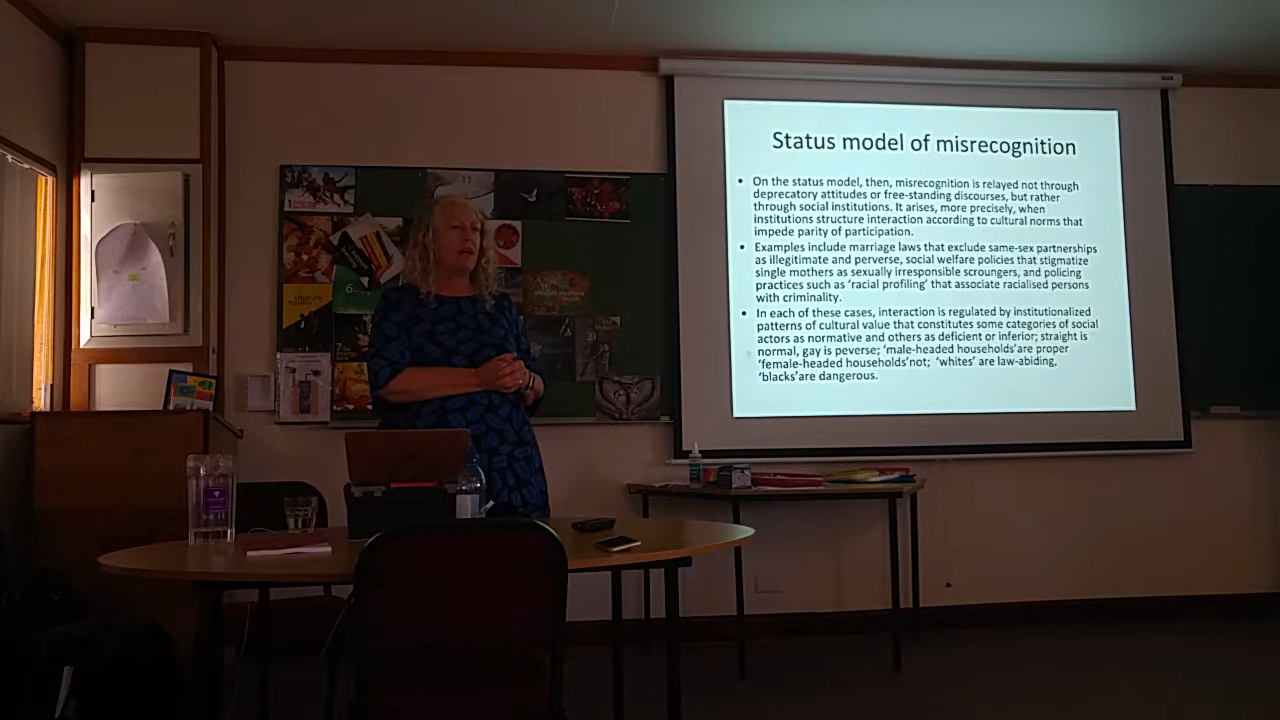 Status model of misrecognition
• On the status model, then, misrecognition is relayed not through
deprecatory attitudes or free-standing discourses, but rather
through social institutions. It arises, more precisely, when
institutions structure interaction according to cultural norms that
impede parity of participation.
• Examples include marriage laws that exclude same-sex partnerships
as illegitimate and perverse, social welfare policies that stigmatize
single mothers as sexually irresponsible scroungers, and policing
practices such as 'racial profiling' that associate racialised persons
with criminality.
• In each of these cases, interaction is regulated by institutionalized
patterns of cultural value that constitutes some categories of social
actors as normative and others as deficient or inferior; straight is
normal, gay is peverse; 'male-headed households'are proper
'female-headed households'not; 'whites' are law-abiding,
'blacks'are dangerous.
1
11
6
7